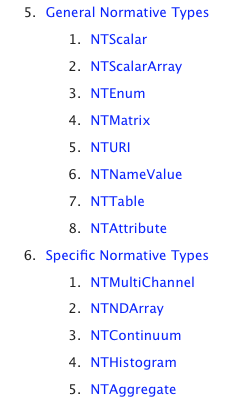 5. General Normative Types
1. NTScalar
2. NTScalarArray
3. NTEnum
4. NTMatrix
5. NTURI
6. NTNameValue
7. NTTable
8. NTAttribute
6. Specific Normative Types
1. NTMultiChannel
2. NTNDArray
3. NTContinuum
4. NTHistogram
5. NTAggregate